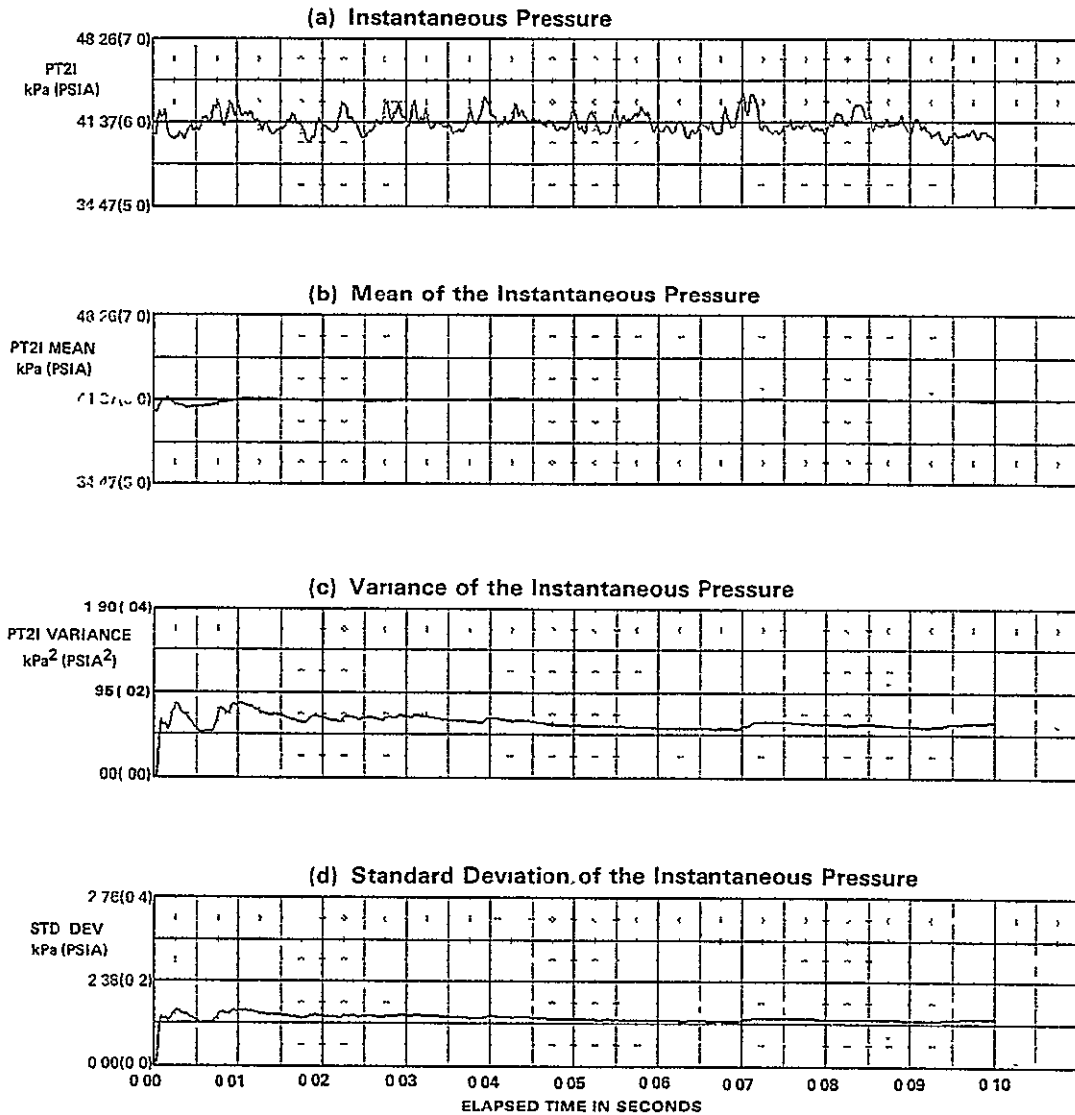 (a) Instantaneous Pressure
48 26(7 0)
PT2I
kPa (PSIA)
41 37(6 0)
34 47(5 0)
(b) Mean of the Instantaneous Pressure
48 26(7 0)
PT2I MEAN
kPa (PSIA)
34 47(5 0)
(c) Variance of the Instantaneous Pressure
1 90( 04)
PT2I VARIANCE
kPa² (PSIA²)
95( 02)
00( 00)
(d) Standard Deviation of the Instantaneous Pressure
2 76(0 4)
STD DEV
kPa (PSIA)
2 38(0 2)
0 00(0 0)
0 00 0 01 0 02 0 03 0 04 0 05 0 06 0 07 0 08 0 09 0 10
ELAPSED TIME IN SECONDS